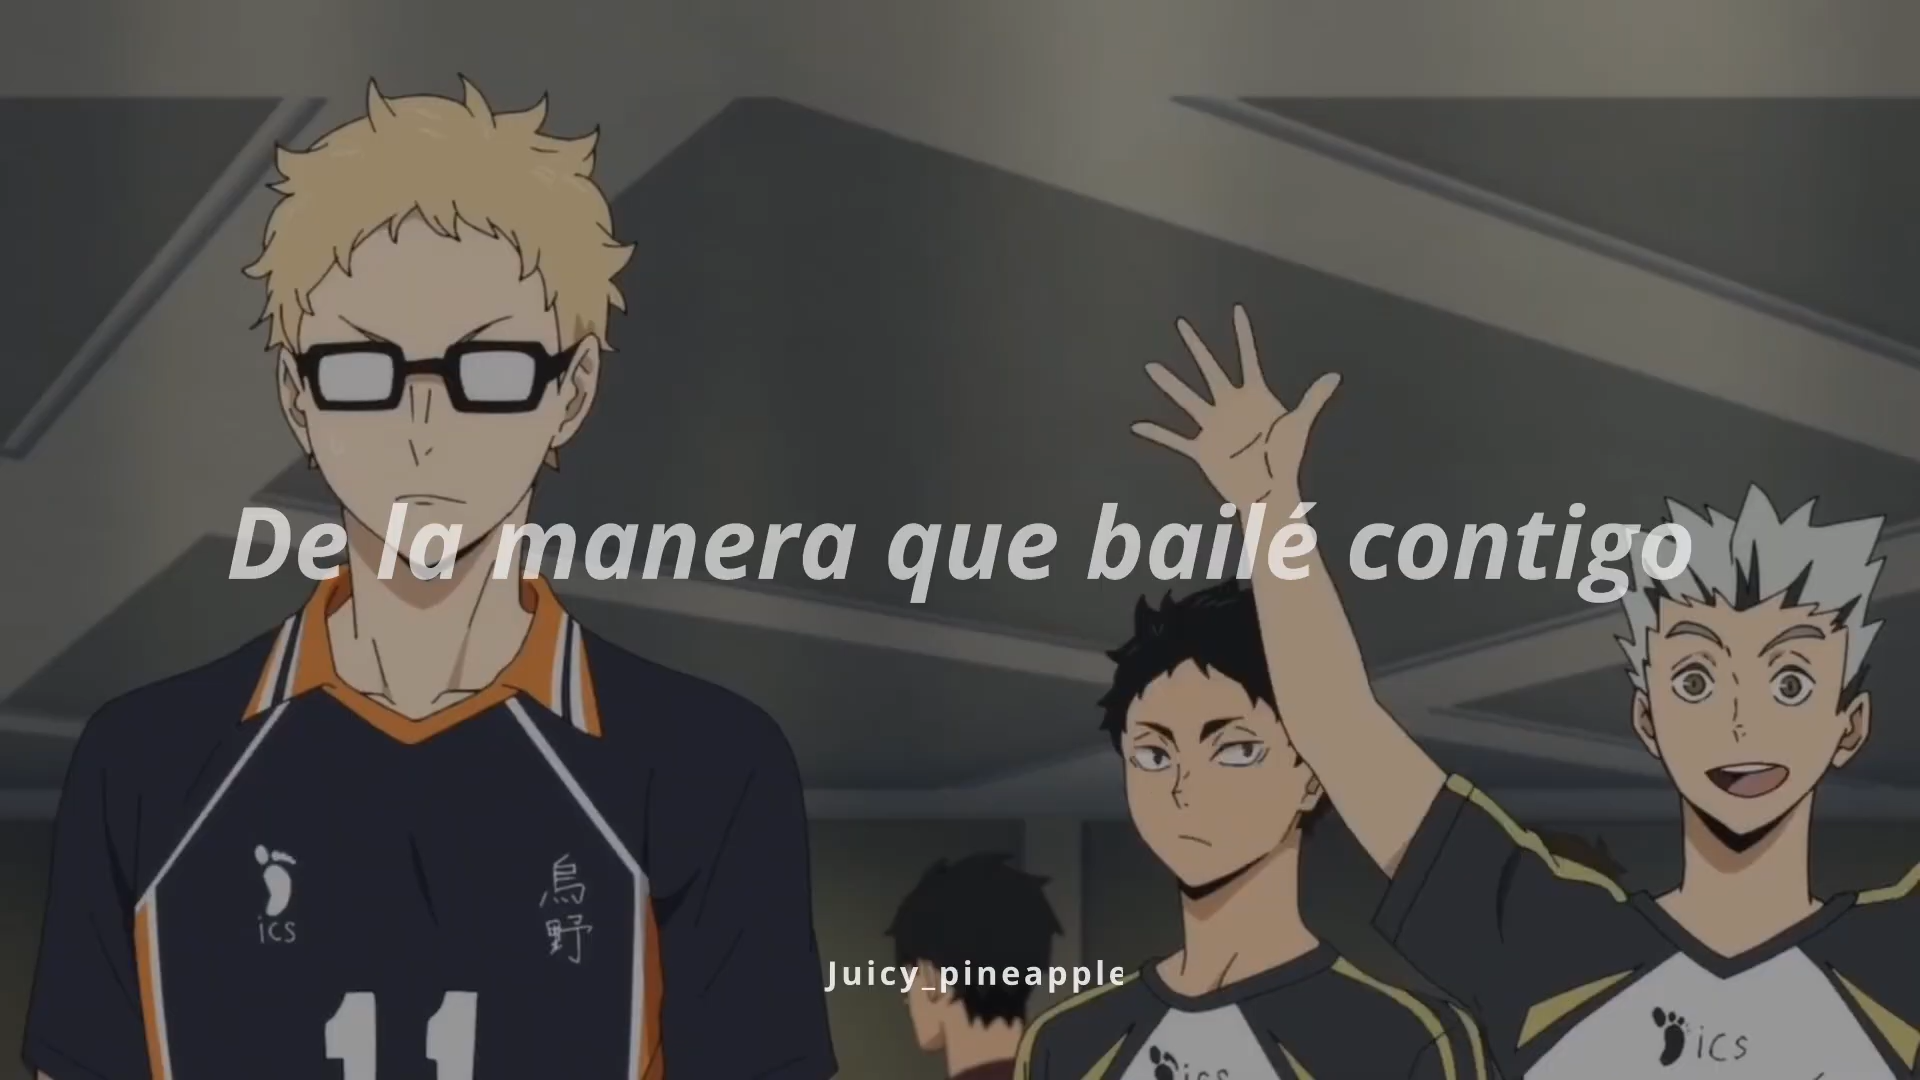 De la manera que bailé contigo
ics
烏野
11
Juicy_pineapple
ics
ics